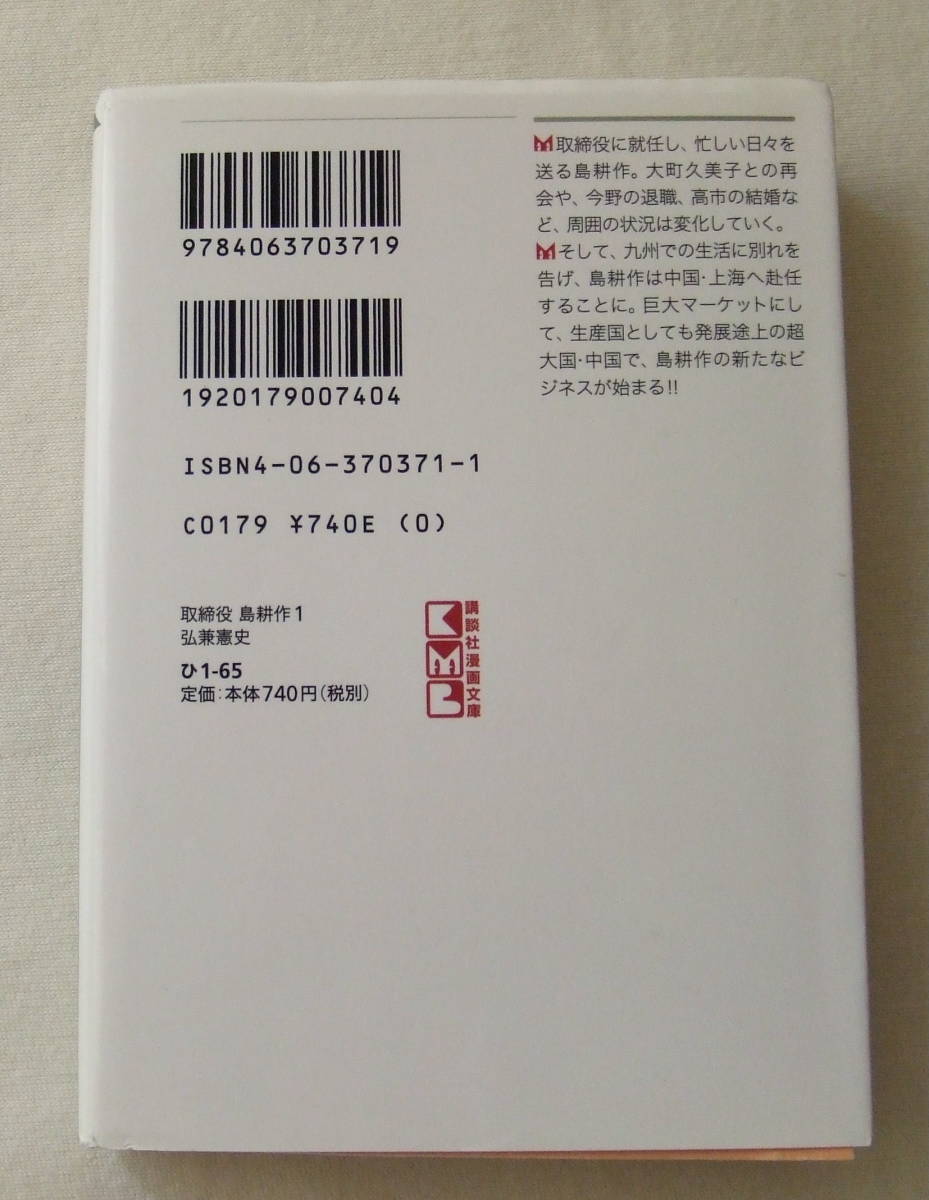 9784063703719
1920179007404
ISBN4-06-370371-1
C0179 ¥740E (0)
取締役 島耕作1
弘兼憲史
ひ1-65
定価:本体740円(税別)
KMB
講談社漫画文庫
取締役に就任し、忙しい日々を
送る島耕作。大町久美子との再
会や、今野の退職、高市の結婚な
ど、周囲の状況は変化していく。
そして、九州での生活に別れを
告げ、島耕作は中国・上海へ赴任
することに。巨大マーケットにし
て、生産国としても発展途上の超
大国・中国で、島耕作の新たなビ
ジネスが始まる!!